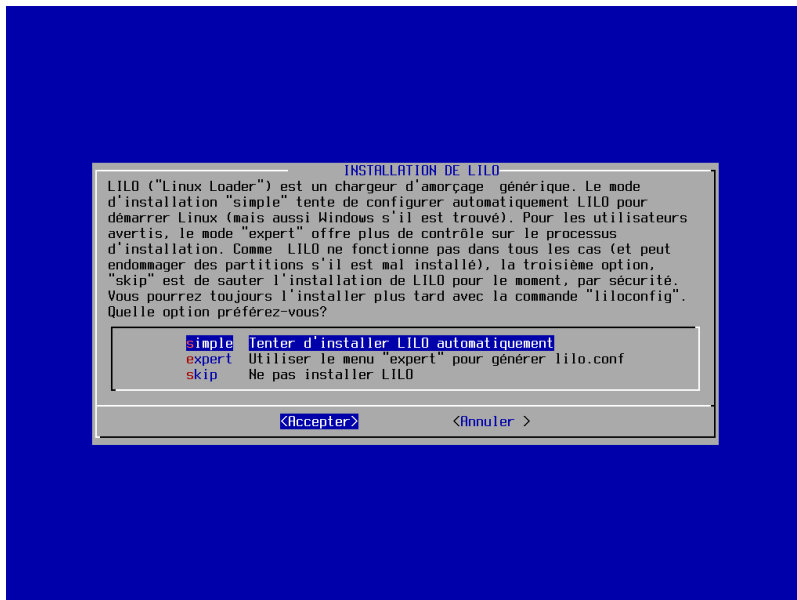 INSTALLATION DE LILO
LILO ("Linux Loader") est un chargeur d'amorçage  générique. Le mode
d'installation "simple" tente de configurer automatiquement LILO pour
démarrer Linux (mais aussi Windows s'il est trouvé). Pour les utilisateurs
avertis, le mode "expert" offre plus de contrôle sur le processus
d'installation. Comme  LILO ne fonctionne pas dans tous les cas (et peut
endommager des partitions s'il est mal installé), la troisième option,
"skip" est de sauter l'installation de LILO pour le moment, par sécurité.
Vous pourrez toujours l'installer plus tard avec la commande "liloconfig".
Quelle option préférez-vous?
simple  Tenter d'installer LILO automatiquement
expert  Utiliser le menu "expert" pour générer lilo.conf
skip  Ne pas installer LILO
<Accepter> <Annuler >